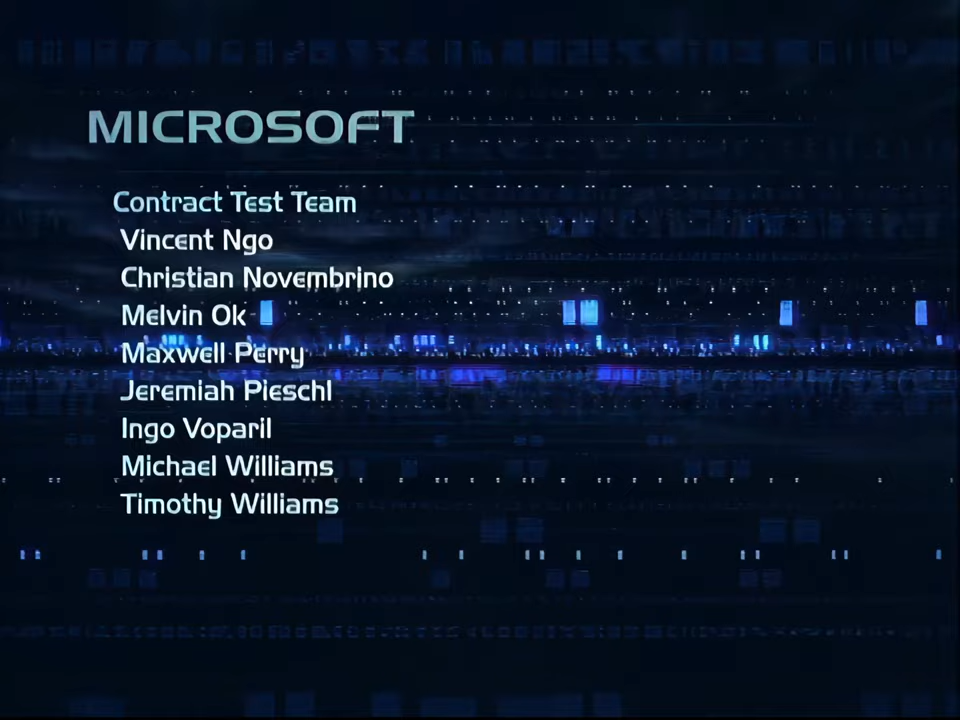 MICROSOFT
Contract Test Team
Vincent Ngo
Christian Novembrino
Melvin Ok
Maxwell Perry
Jeremiah Pieschl
Ingo Voparil
Michael Williams
Timothy Williams